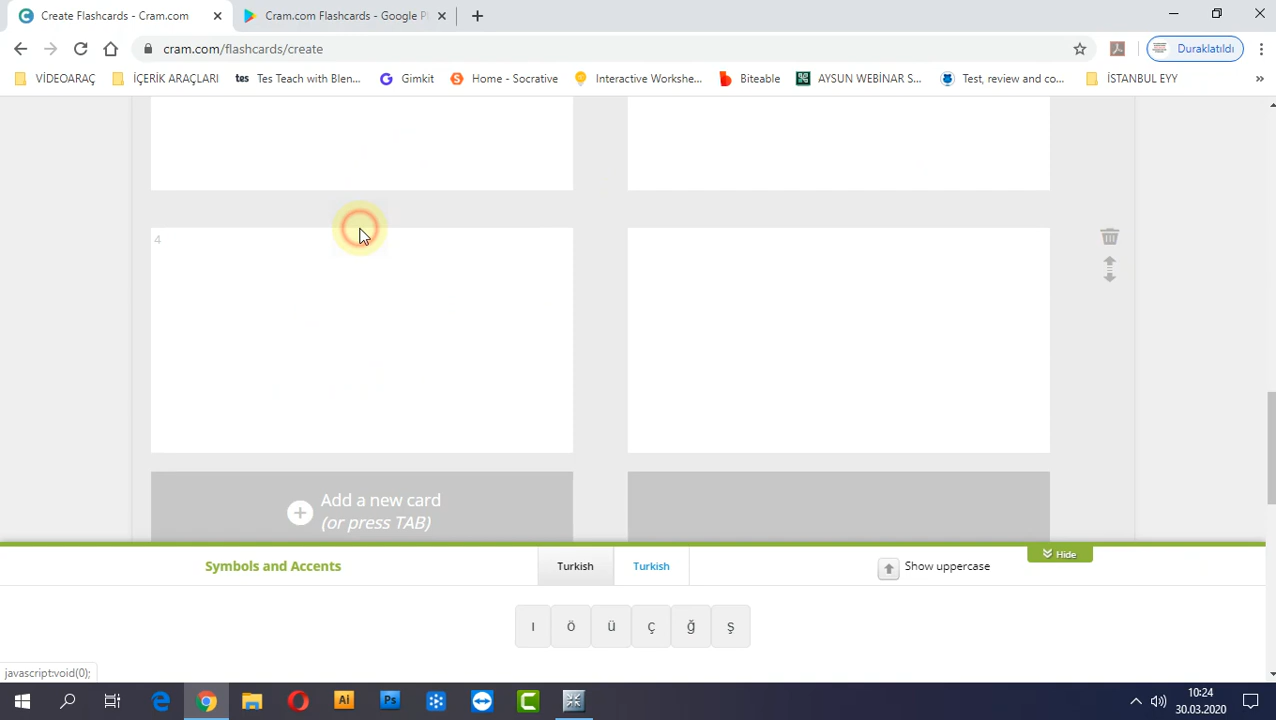 Create Flashcards - Cram.com
Cram.com Flashcards - Google P
cram.com/flashcards/create
Duraklatıldı
VİDEOARAÇ
İÇERİK ARAÇLARI
tes Tes Teach with Blen...
Gimkit
Home - Socrative
Interactive Workshe...
Biteable
AYSUN WEBİNAR S...
Test, review and co...
İSTANBUL EYY
»
4
Add a new card
(or press TAB)
Hide
Symbols and Accents
Turkish
Turkish
Show uppercase
ı ö ü ç ğ ş
javascript:void(0);
Ai
Ps
10:24
30.03.2020